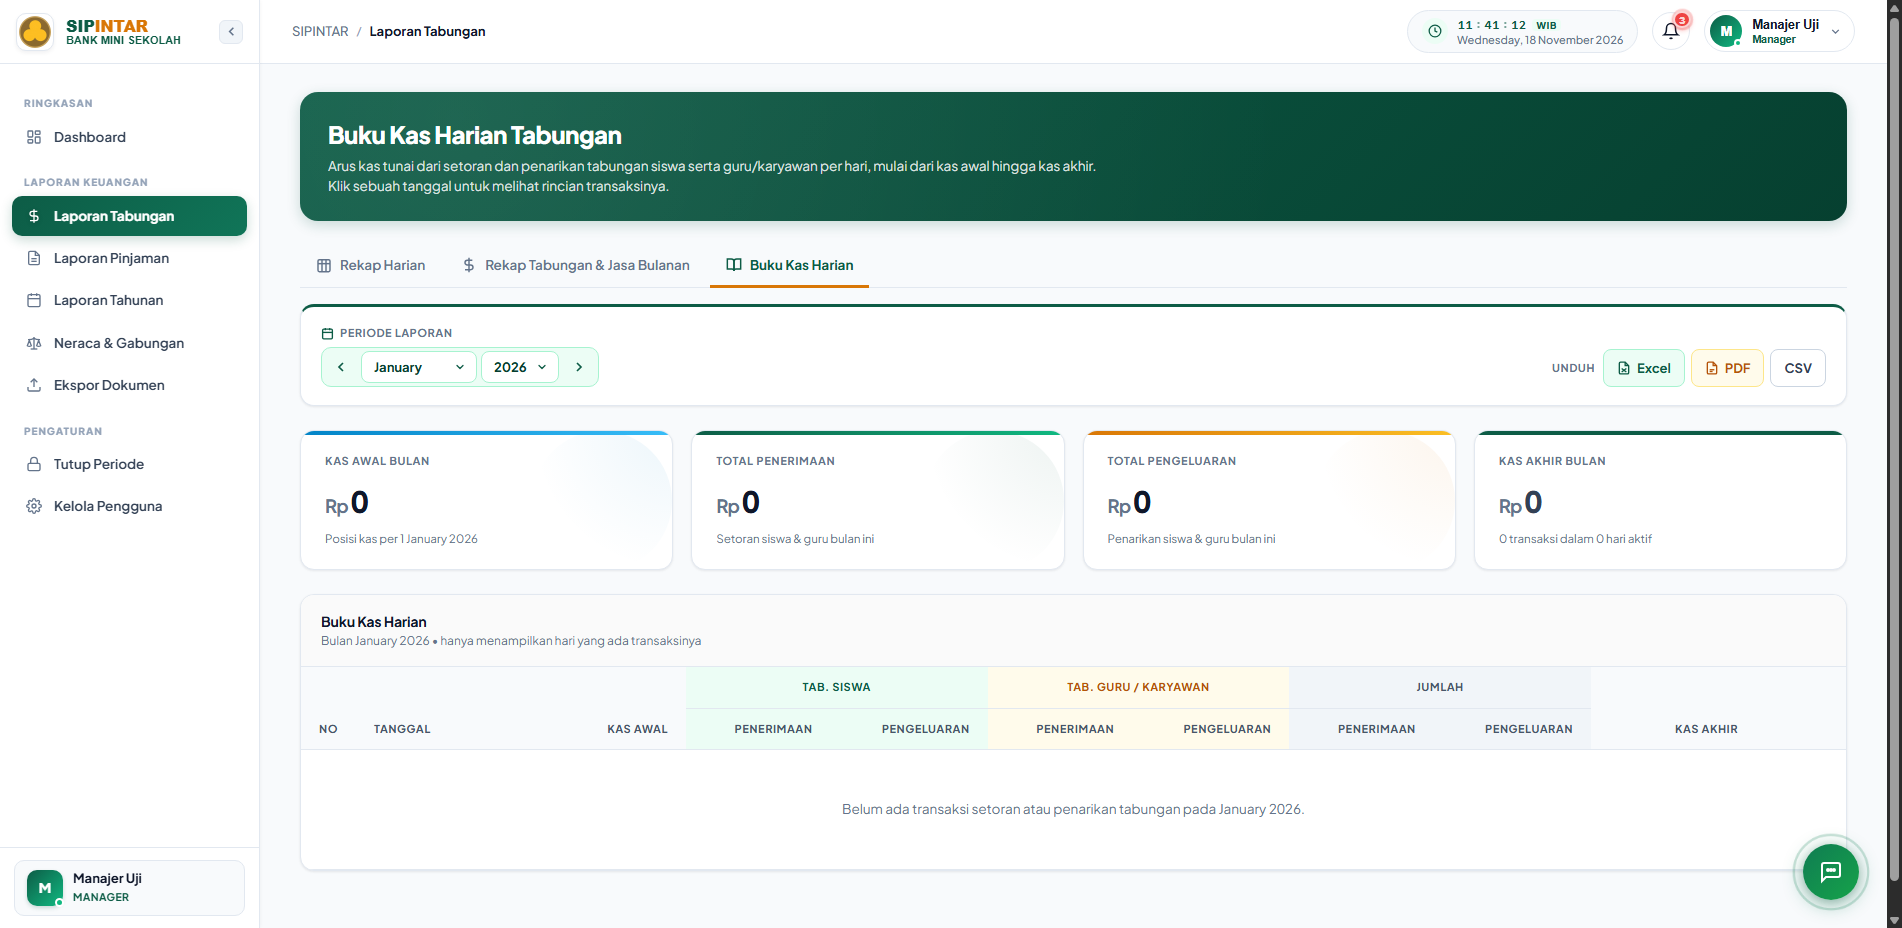 SIPINTAR
BANK MINI SEKOLAH
SIPINTAR / Laporan Tabungan
11 : 41 : 12 WIB
Wednesday, 18 November 2026
3
M
Manajer Uji
Manager
RINGKASAN
Dashboard
LAPORAN KEUANGAN
Laporan Tabungan
Laporan Pinjaman
Laporan Tahunan
Neraca & Gabungan
Ekspor Dokumen
PENGATURAN
Tutup Periode
Kelola Pengguna
M
Manajer Uji
MANAGER
Buku Kas Harian Tabungan
Arus kas tunai dari setoran dan penarikan tabungan siswa serta guru/karyawan per hari, mulai dari kas awal hingga kas akhir.
Klik sebuah tanggal untuk melihat rincian transaksinya.
Rekap Harian
Rekap Tabungan & Jasa Bulanan
Buku Kas Harian
PERIODE LAPORAN
January
2026
UNDUH
Excel
PDF
CSV
KAS AWAL BULAN
Rp 0
Posisi kas per 1 January 2026
TOTAL PENERIMAAN
Rp 0
Setoran siswa & guru bulan ini
TOTAL PENGELUARAN
Rp 0
Penarikan siswa & guru bulan ini
KAS AKHIR BULAN
Rp 0
0 transaksi dalam 0 hari aktif
Buku Kas Harian
Bulan January 2026 • hanya menampilkan hari yang ada transaksinya
TAB. SISWA
TAB. GURU / KARYAWAN
JUMLAH
NO
TANGGAL
KAS AWAL
PENERIMAAN
PENGELUARAN
PENERIMAAN
PENGELUARAN
PENERIMAAN
PENGELUARAN
KAS AKHIR
Belum ada transaksi setoran atau penarikan tabungan pada January 2026.